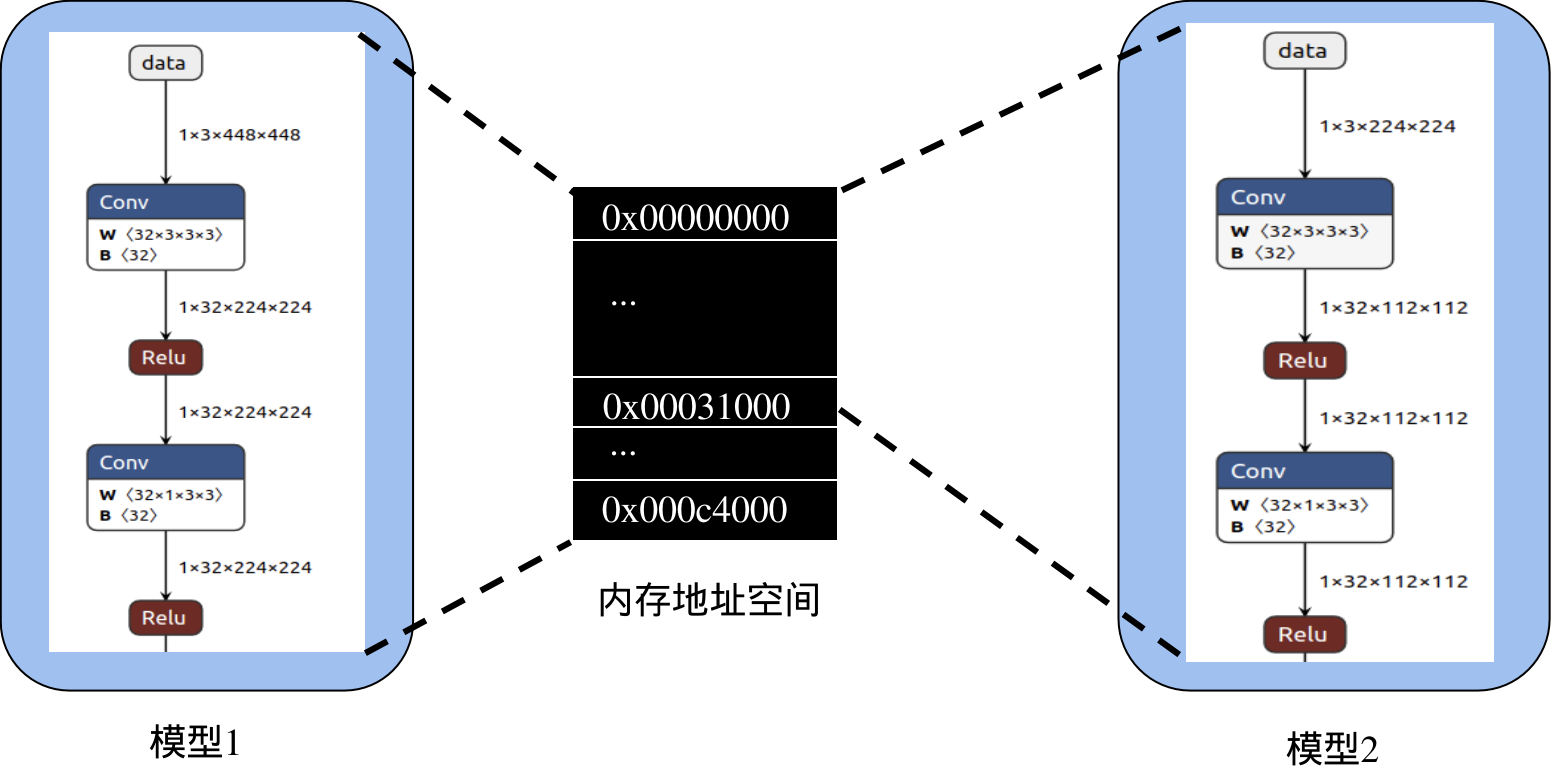 data
1×3×448×448
Conv
W 〈32×3×3×3〉
B 〈32〉
1×32×224×224
Relu
1×32×224×224
Conv
W 〈32×1×3×3〉
B 〈32〉
1×32×224×224
Relu
模型1
0x00000000
...
0x00031000
...
0x000c4000
内存地址空间
data
1×3×224×224
Conv
W 〈32×3×3×3〉
B 〈32〉
1×32×112×112
Relu
1×32×112×112
Conv
W 〈32×1×3×3〉
B 〈32〉
1×32×112×112
Relu
模型2